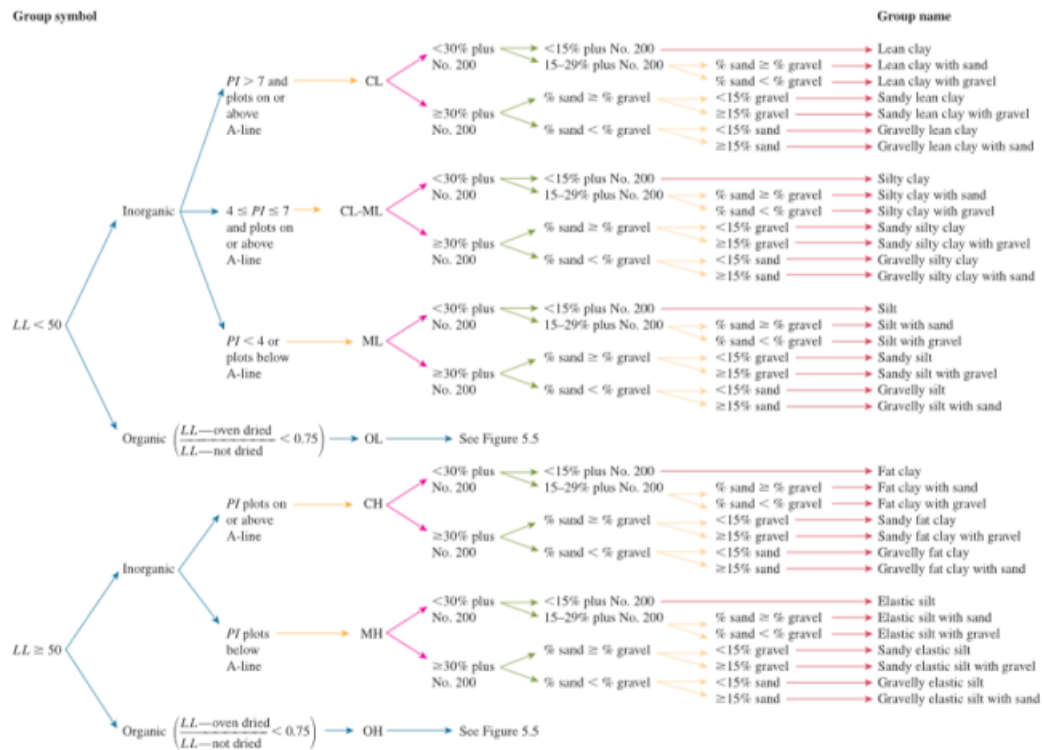 Group symbol Group name
<30% plus <15% plus No. 200 Lean clay
No. 200 15–29% plus No. 200 % sand ≥ % gravel Lean clay with sand
PI > 7 and CL % sand < % gravel Lean clay with gravel
plots on or % sand ≥ % gravel <15% gravel Sandy lean clay
above ≥30% plus ≥15% gravel Sandy lean clay with gravel
A-line No. 200 % sand < % gravel <15% sand Gravelly lean clay
≥15% sand Gravelly lean clay with sand
<30% plus <15% plus No. 200 Silty clay
No. 200 15–29% plus No. 200 % sand ≥ % gravel Silty clay with sand
Inorganic 4 ≤ PI ≤ 7 CL-ML % sand < % gravel Silty clay with gravel
and plots on % sand ≥ % gravel <15% gravel Sandy silty clay
or above ≥30% plus ≥15% gravel Sandy silty clay with gravel
A-line No. 200 % sand < % gravel <15% sand Gravelly silty clay
≥15% sand Gravelly silty clay with sand
<30% plus <15% plus No. 200 Silt
LL < 50 No. 200 15–29% plus No. 200 % sand ≥ % gravel Silt with sand
PI < 4 or ML % sand < % gravel Silt with gravel
plots below % sand ≥ % gravel <15% gravel Sandy silt
A-line ≥30% plus ≥15% gravel Sandy silt with gravel
No. 200 % sand < % gravel <15% sand Gravelly silt
≥15% sand Gravelly silt with sand
Organic (LL—oven dried / LL—not dried < 0.75) OL See Figure 5.5
<30% plus <15% plus No. 200 Fat clay
No. 200 15–29% plus No. 200 % sand ≥ % gravel Fat clay with sand
PI plots on CH % sand < % gravel Fat clay with gravel
or above % sand ≥ % gravel <15% gravel Sandy fat clay
A-line ≥30% plus ≥15% gravel Sandy fat clay with gravel
No. 200 % sand < % gravel <15% sand Gravelly fat clay
Inorganic ≥15% sand Gravelly fat clay with sand
<30% plus <15% plus No. 200 Elastic silt
No. 200 15–29% plus No. 200 % sand ≥ % gravel Elastic silt with sand
PI plots MH % sand < % gravel Elastic silt with gravel
LL ≥ 50 below % sand ≥ % gravel <15% gravel Sandy elastic silt
A-line ≥30% plus ≥15% gravel Sandy elastic silt with gravel
No. 200 % sand < % gravel <15% sand Gravelly elastic silt
≥15% sand Gravelly elastic silt with sand
Organic (LL—oven dried / LL—not dried < 0.75) OH See Figure 5.5